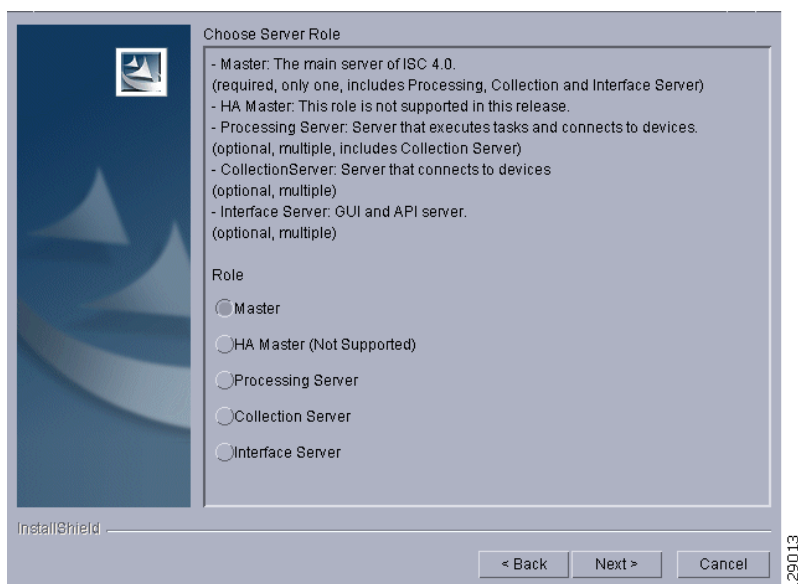 Choose Server Role
- Master: The main server of ISC 4.0.
(required, only one, includes Processing, Collection and Interface Server)
- HA Master: This role is not supported in this release.
- Processing Server: Server that executes tasks and connects to devices.
(optional, multiple, includes Collection Server)
- CollectionServer: Server that connects to devices
(optional, multiple)
- Interface Server: GUI and API server.
(optional, multiple)
Role
Master
HA Master (Not Supported)
Processing Server
Collection Server
Interface Server
InstallShield
< Back
Next >
Cancel
29013